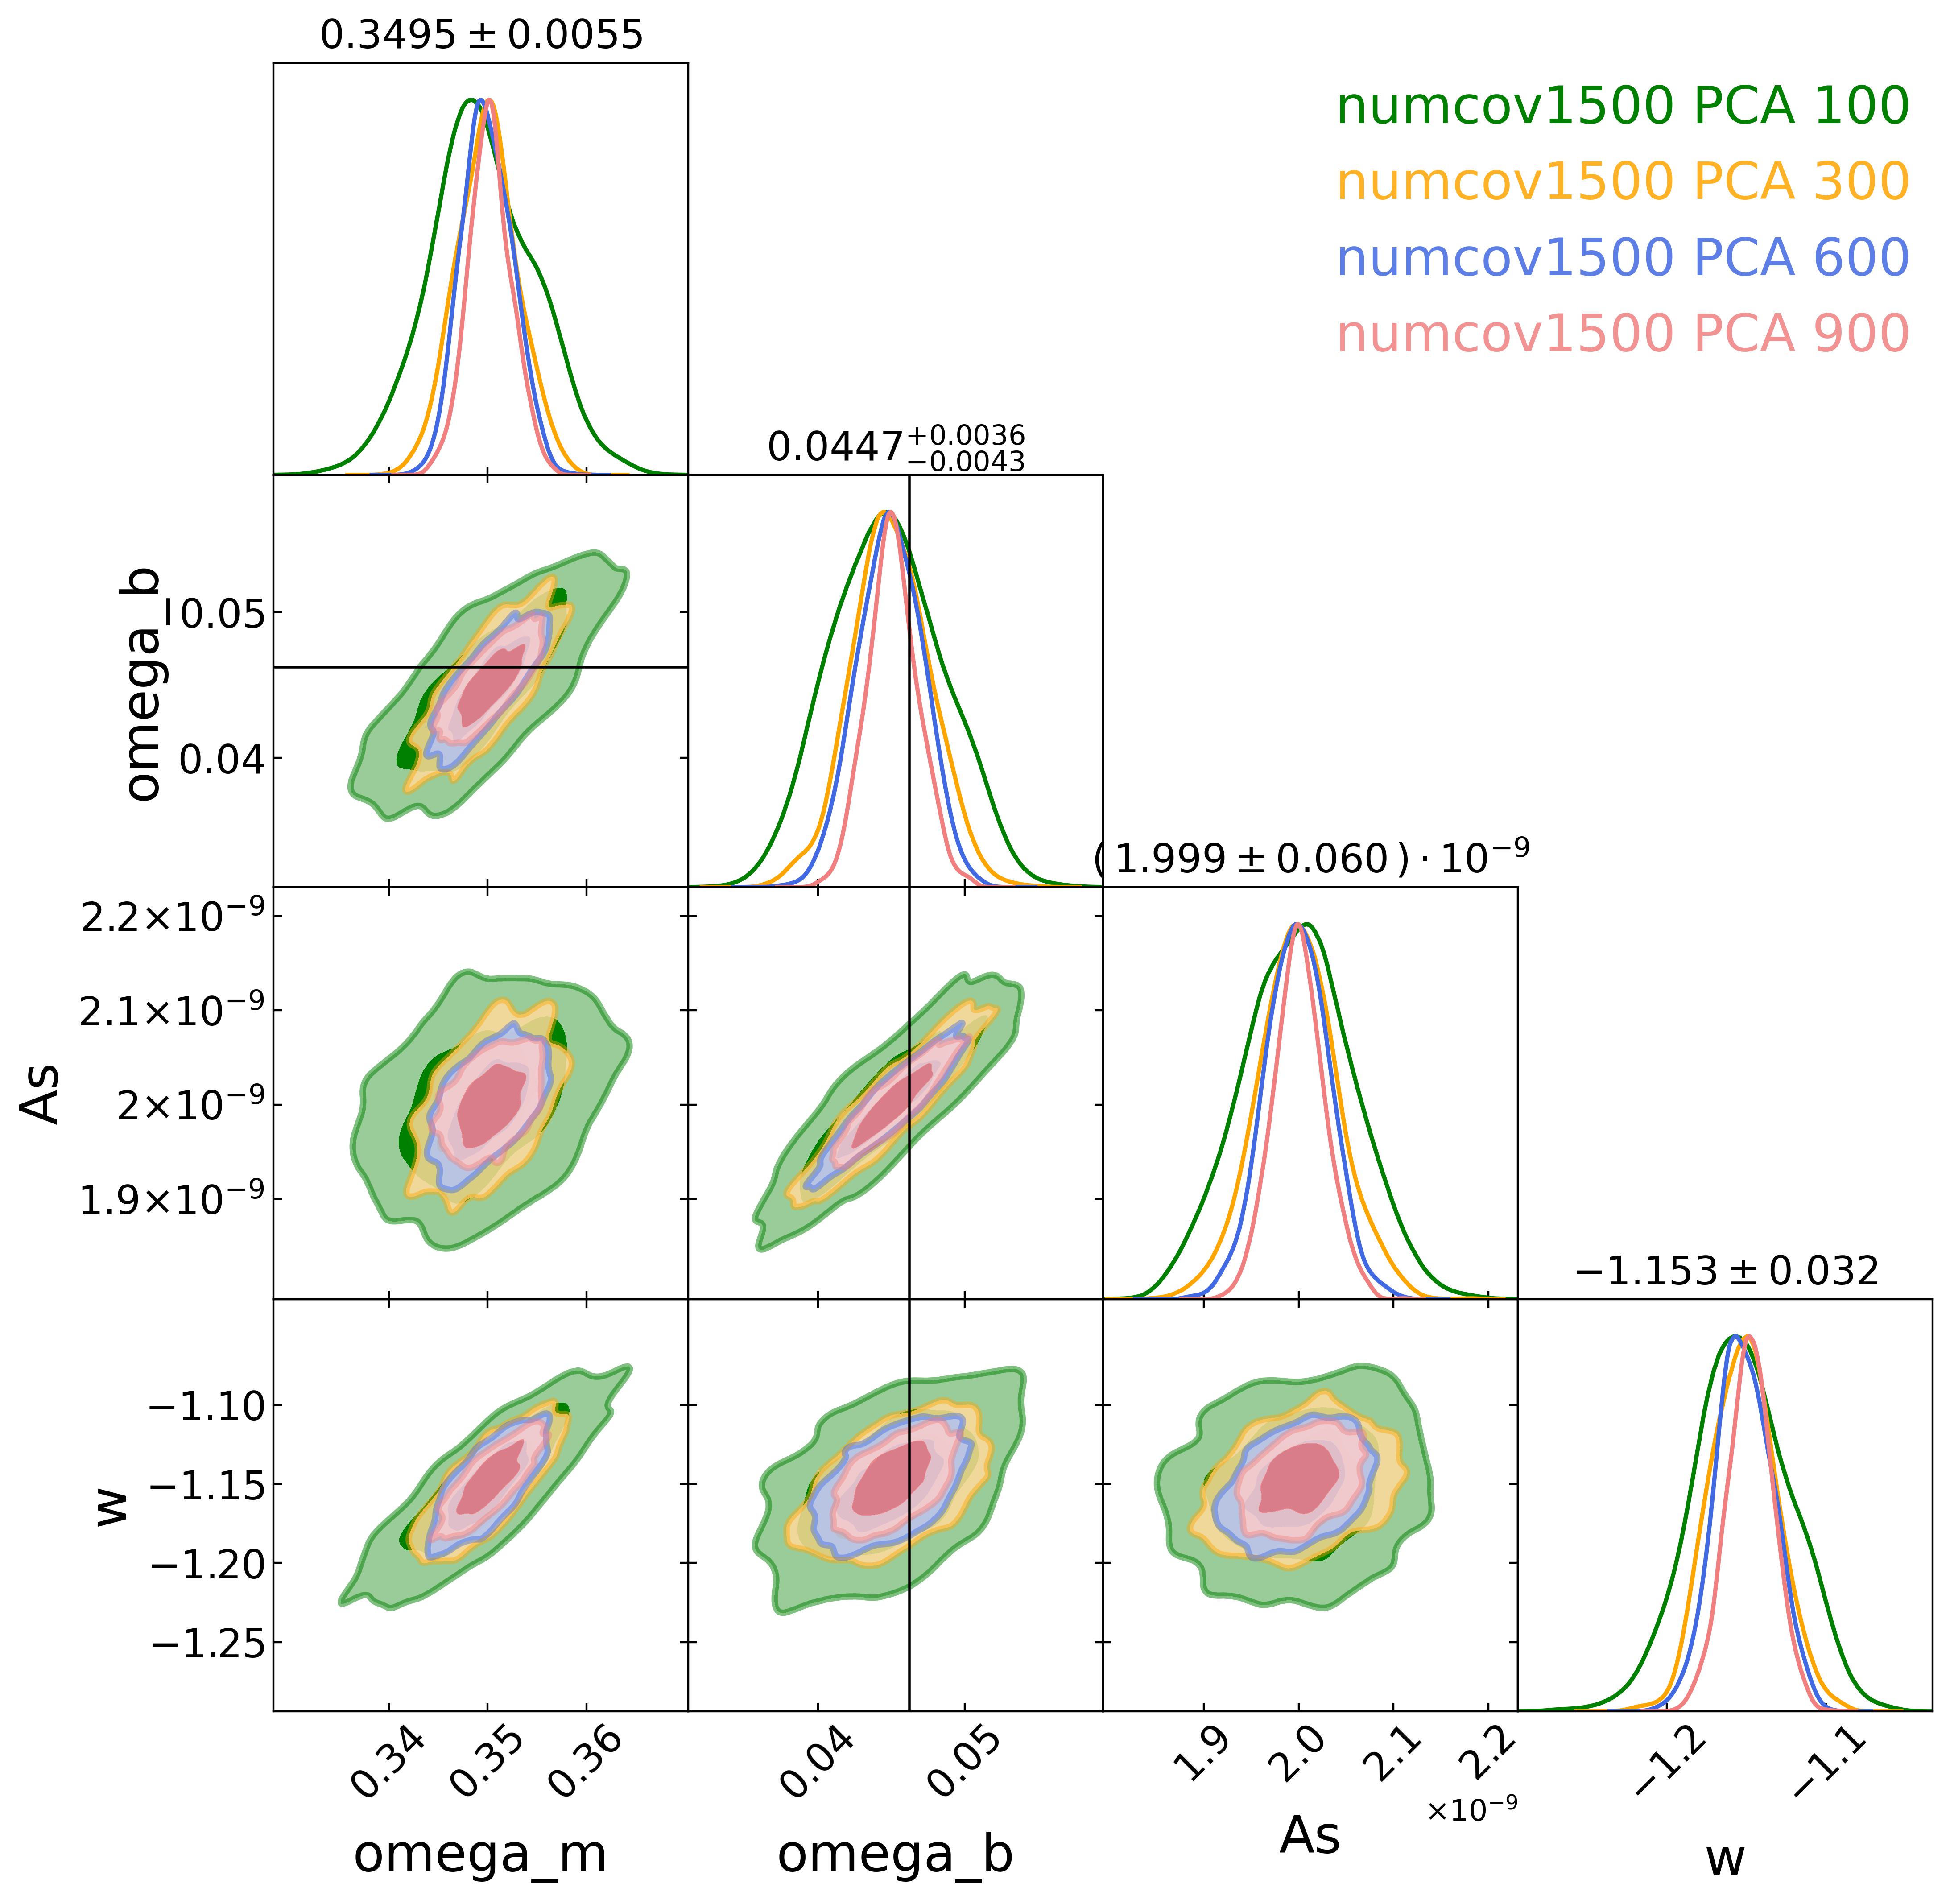 0.3495 ± 0.0055
numcov1500 PCA 100
numcov1500 PCA 300
numcov1500 PCA 600
numcov1500 PCA 900
0.0447 +0.0036 −0.0043
omega_b
0.05
0.04
(1.999 ± 0.060) · 10⁻⁹
As
2.2×10⁻⁹
2.1×10⁻⁹
2×10⁻⁹
1.9×10⁻⁹
−1.153 ± 0.032
w
−1.10
−1.15
−1.20
−1.25
0.34 0.35 0.36 0.04 0.05 1.9 2.0 2.1 2.2 −1.2 −1.1
×10⁻⁹
omega_m omega_b As w